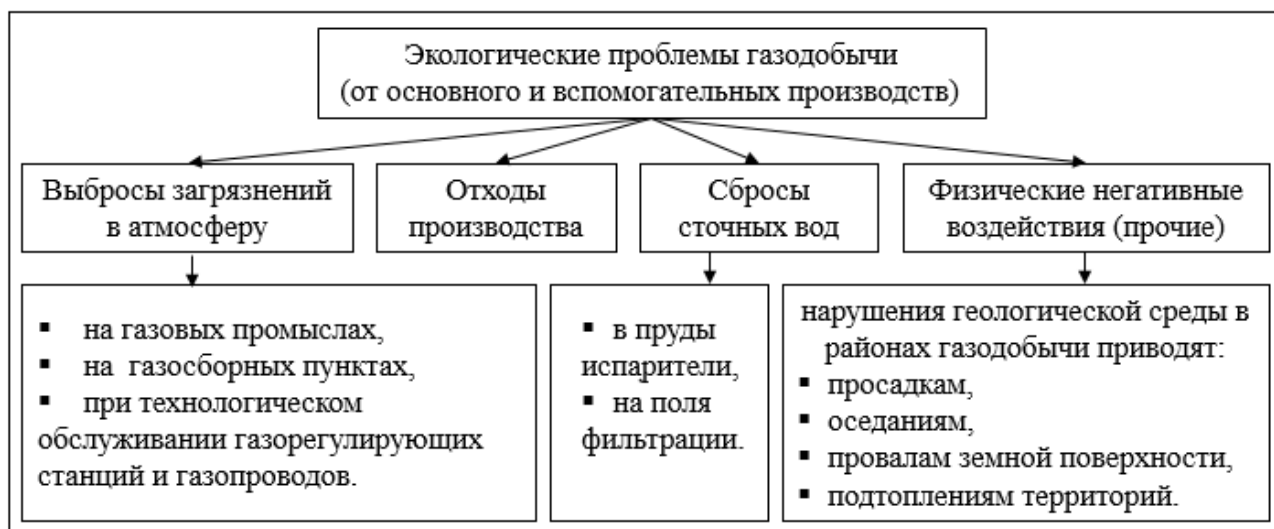 Экологические проблемы газодобычи
(от основного и вспомогательных производств)
Выбросы загрязнений
в атмосферу
Отходы
производства
Сбросы
сточных вод
Физические негативные
воздействия (прочие)
▪ на газовых промыслах,
▪ на газосборных пунктах,
▪ при технологическом
обслуживании газорегулирующих
станций и газопроводов.
▪ в пруды
испарители,
▪ на поля
фильтрации.
нарушения геологической среды в
районах газодобычи приводят:
▪ просадкам,
▪ оседаниям,
▪ провалам земной поверхности,
▪ подтоплениям территорий.